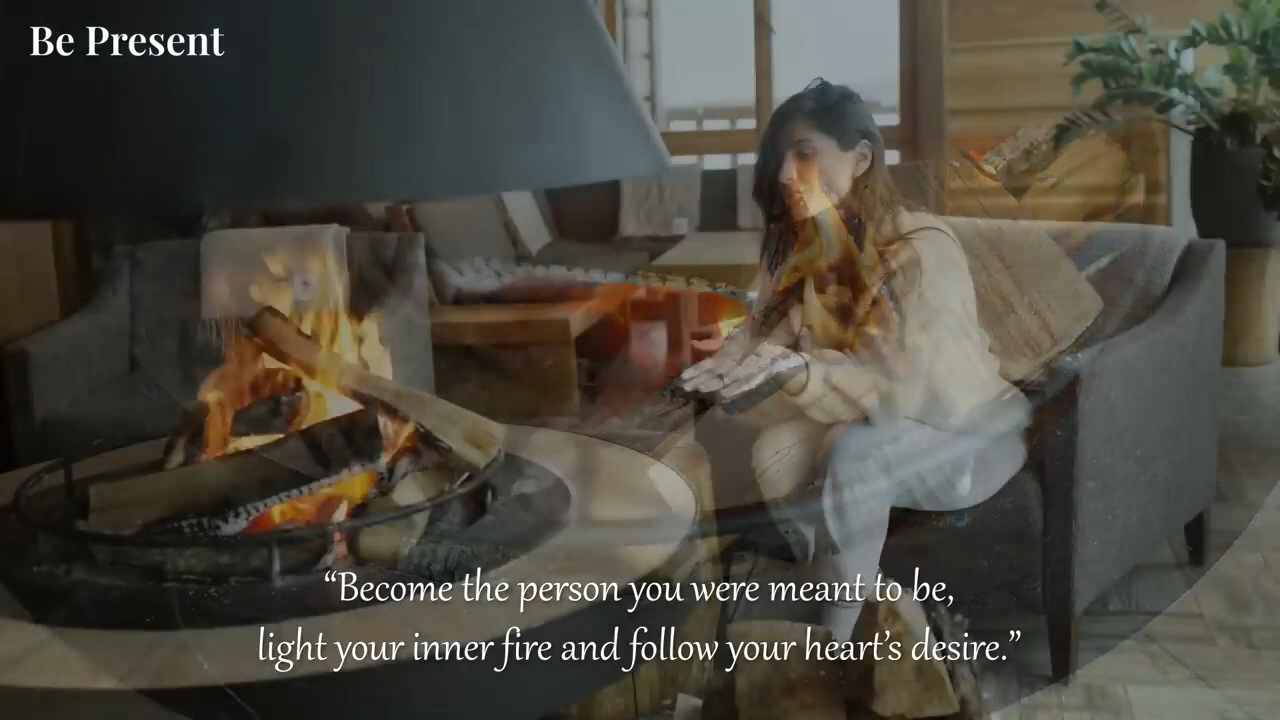 Be Present
“Become the person you were meant to be,
light your inner fire and follow your heart’s desire.”